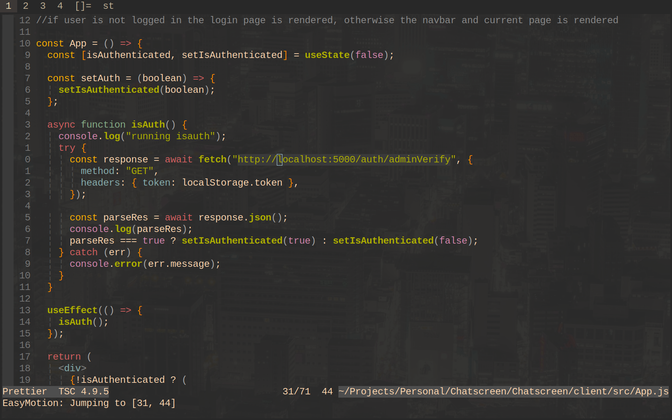 1 2 3 4 []= st
12 //if user is not logged in the login page is rendered, otherwise the navbar and current page is rendered
11
10 const App = () => {
9 const [isAuthenticated, setIsAuthenticated] = useState(false);
8
7 const setAuth = (boolean) => {
6 setIsAuthenticated(boolean);
5 };
4
3 async function isAuth() {
2 console.log("running isauth");
1 try {
0 const response = await fetch("http://localhost:5000/auth/adminVerify", {
1 method: "GET",
2 headers: { token: localStorage.token },
3 });
4
5 const parseRes = await response.json();
6 console.log(parseRes);
7 parseRes === true ? setIsAuthenticated(true) : setIsAuthenticated(false);
8 } catch (err) {
9 console.error(err.message);
10 }
11 }
12
13 useEffect(() => {
14 isAuth();
15 });
16
17 return (
18 <div>
19 {!isAuthenticated ? (
Prettier TSC 4.9.5 31/71 44 ~/Projects/Personal/Chatscreen/Chatscreen/client/src/App.js
EasyMotion: Jumping to [31, 44]